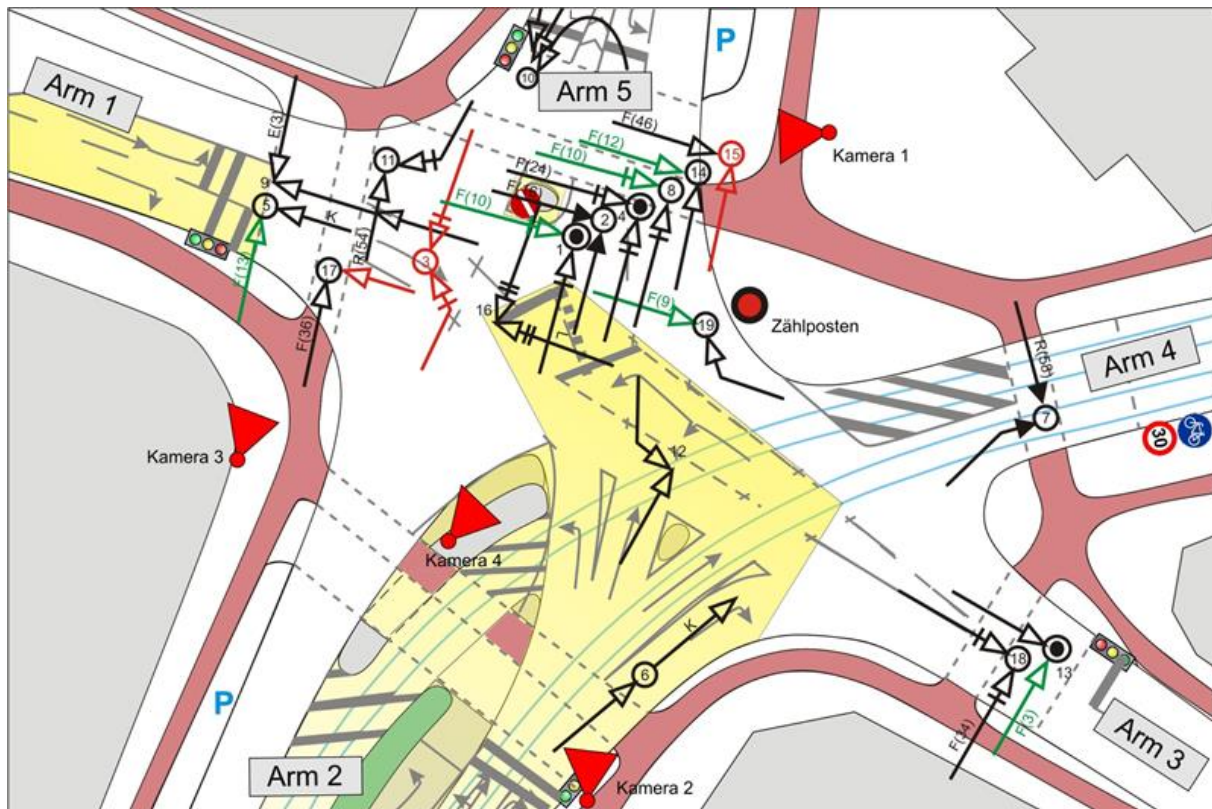 P
Arm 5
10
Arm 1
F(46)
Kamera 1
F(12)
F(10)
15
E(3)
11
14
F(24)
8
9
5
F(10)
2
4
K
1
R(54)
F(13)
3
17
16
F(9)
19
Zählposten
7
F(36)
Arm 4
R(58)
7
30
Kamera 3
12
Kamera 4
K
6
18
13
F(34)
F(3)
P
Arm 3
Arm 2
Kamera 2